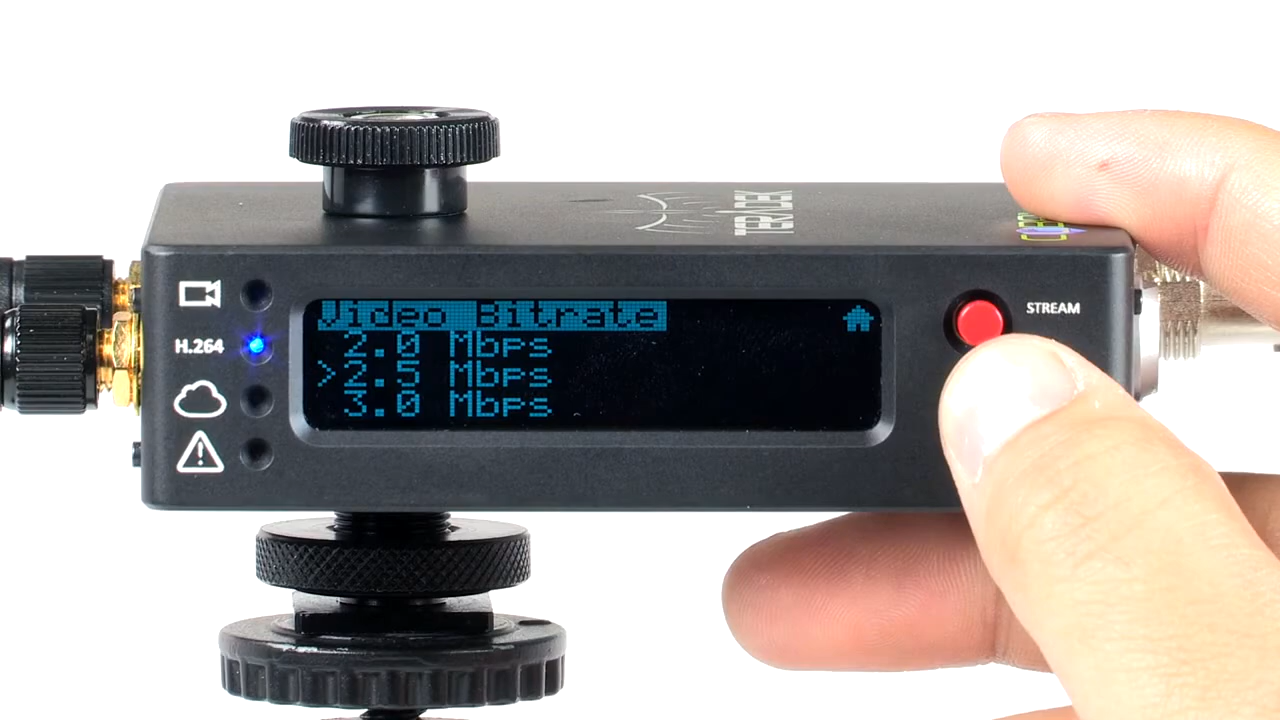 TERADEK
H.264
Video Bitrate
2.0 Mbps
>2.5 Mbps
3.0 Mbps
STREAM